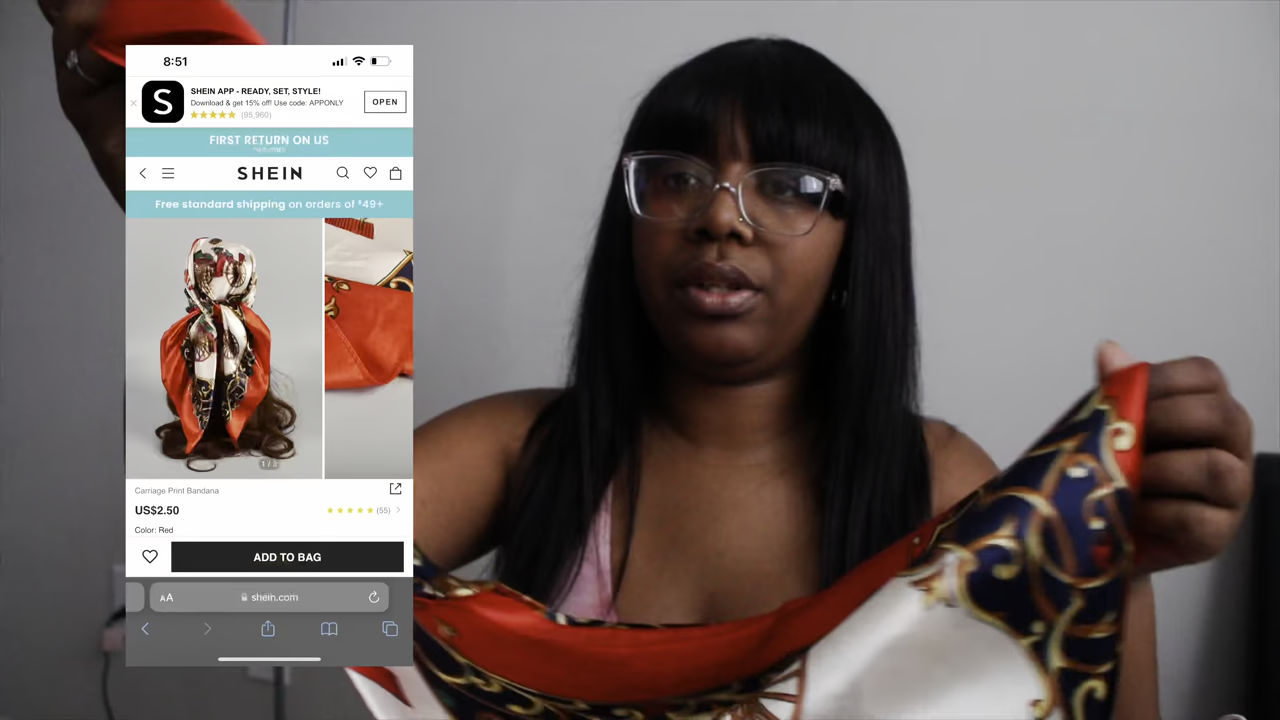 8:51
SHEIN APP - READY, SET, STYLE!
Download & get 15% off! Use code: APPONLY
(95,960)
OPEN
S
FIRST RETURN ON US
SHEIN
Free standard shipping on orders of $49+
1/5
Carriage Print Bandana
US$2.50
(55)
Color: Red
ADD TO BAG
AA
shein.com